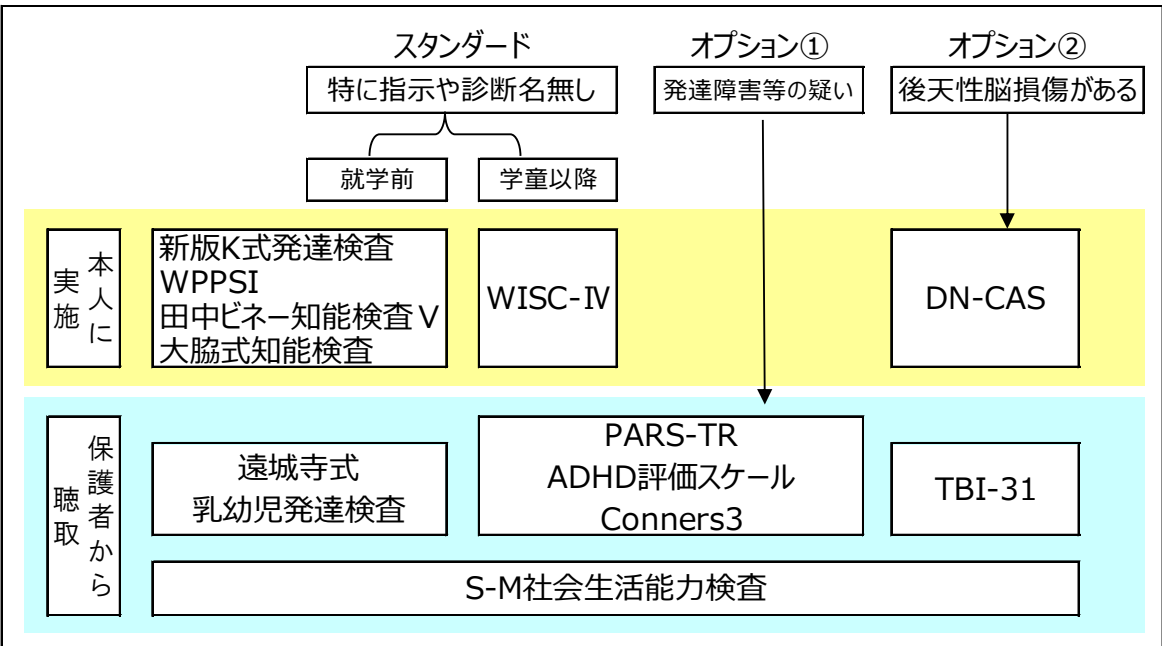 スタンダード
オプション①
オプション②
特に指示や診断名無し
発達障害等の疑い
後天性脳損傷がある
就学前
学童以降
本人に
実施
新版K式発達検査
WPPSI
田中ビネー知能検査Ⅴ
大脇式知能検査
WISC-Ⅳ
DN-CAS
保護者から
聴取
遠城寺式
乳幼児発達検査
PARS-TR
ADHD評価スケール
Conners3
TBI-31
S-M社会生活能力検査